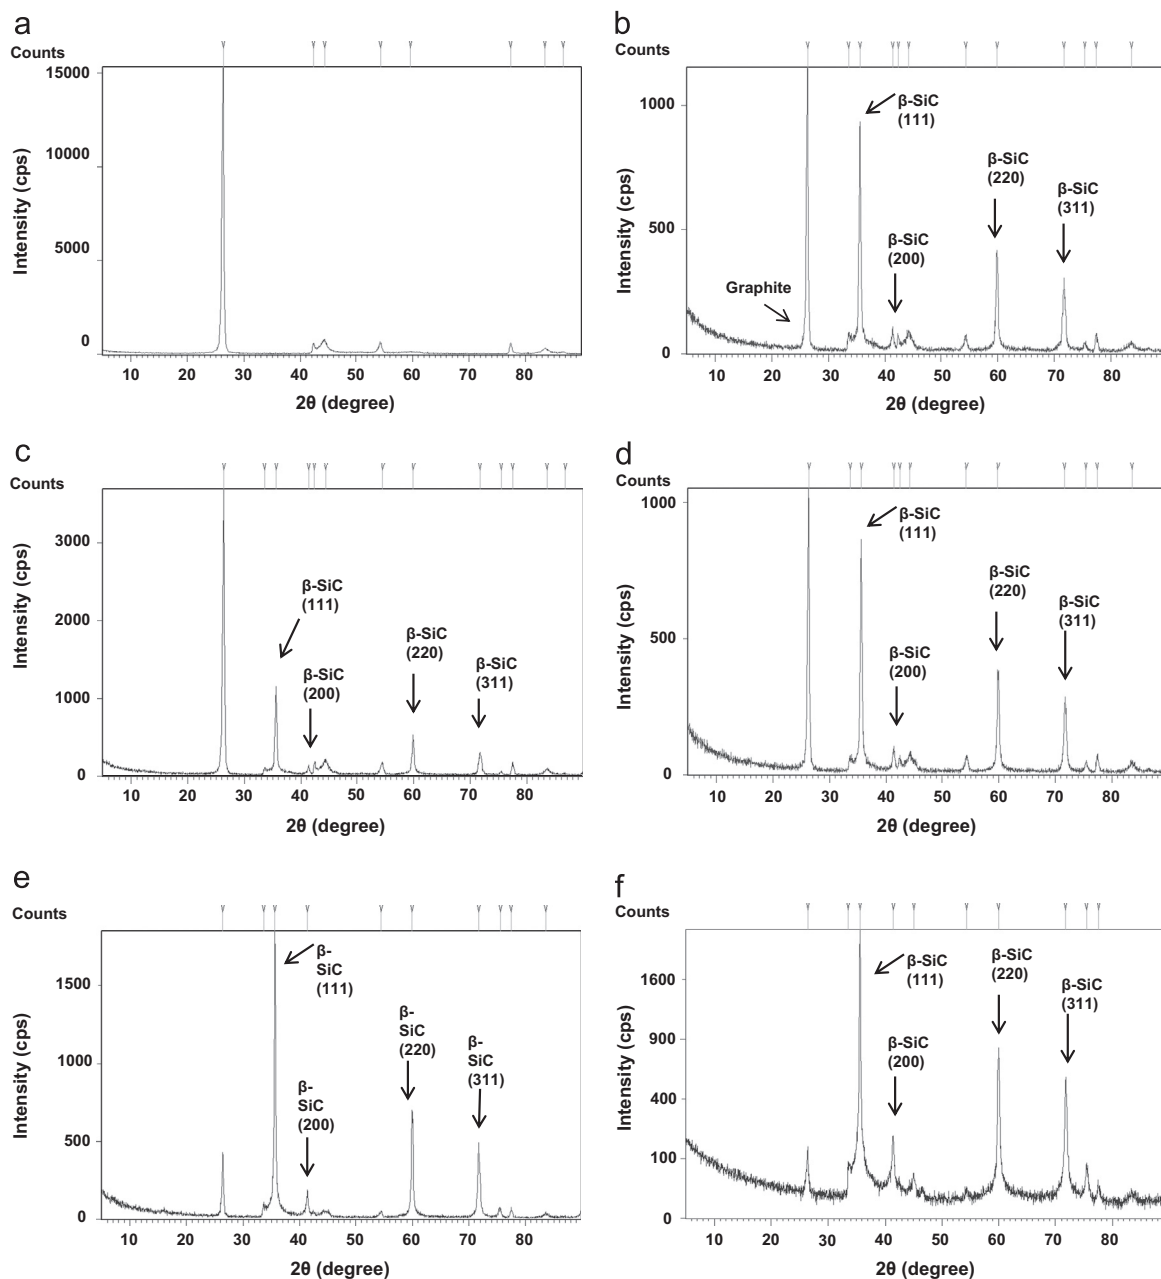 a
Counts
15000
10000
5000
0
Intensity (cps)
10 20 30 40 50 60 70 80
2θ (degree)
b
1000
500
0
Intensity (cps)
β-SiC
(111)
β-SiC
(220)
β-SiC
(311)
β-SiC
(200)
Graphite
10 20 30 40 50 60 70 80
2θ (degree)
c
Counts
3000
2000
1000
0
Intensity (cps)
β-SiC
(111)
β-SiC
(220)
β-SiC
(200)
β-SiC
(311)
10 20 30 40 50 60 70 80
2θ (degree)
d
Counts
1000
500
0
Intensity (cps)
β-SiC
(111)
β-SiC
(220)
β-SiC
(311)
β-SiC
(200)
10 20 30 40 50 60 70 80
2θ (degree)
e
Counts
1500
1000
500
0
Intensity (cps)
β-
SiC
(111)
β-
SiC
(220)
β-
SiC
(311)
β-
SiC
(200)
10 20 30 40 50 60 70 80
2θ (degree)
f
Counts
1600
900
400
100
0
Intensity (cps)
β-SiC
(111)
β-SiC
(220)
β-SiC
(311)
β-SiC
(200)
10 20 30 40 50 60 70 80
2θ (degree)
Counts